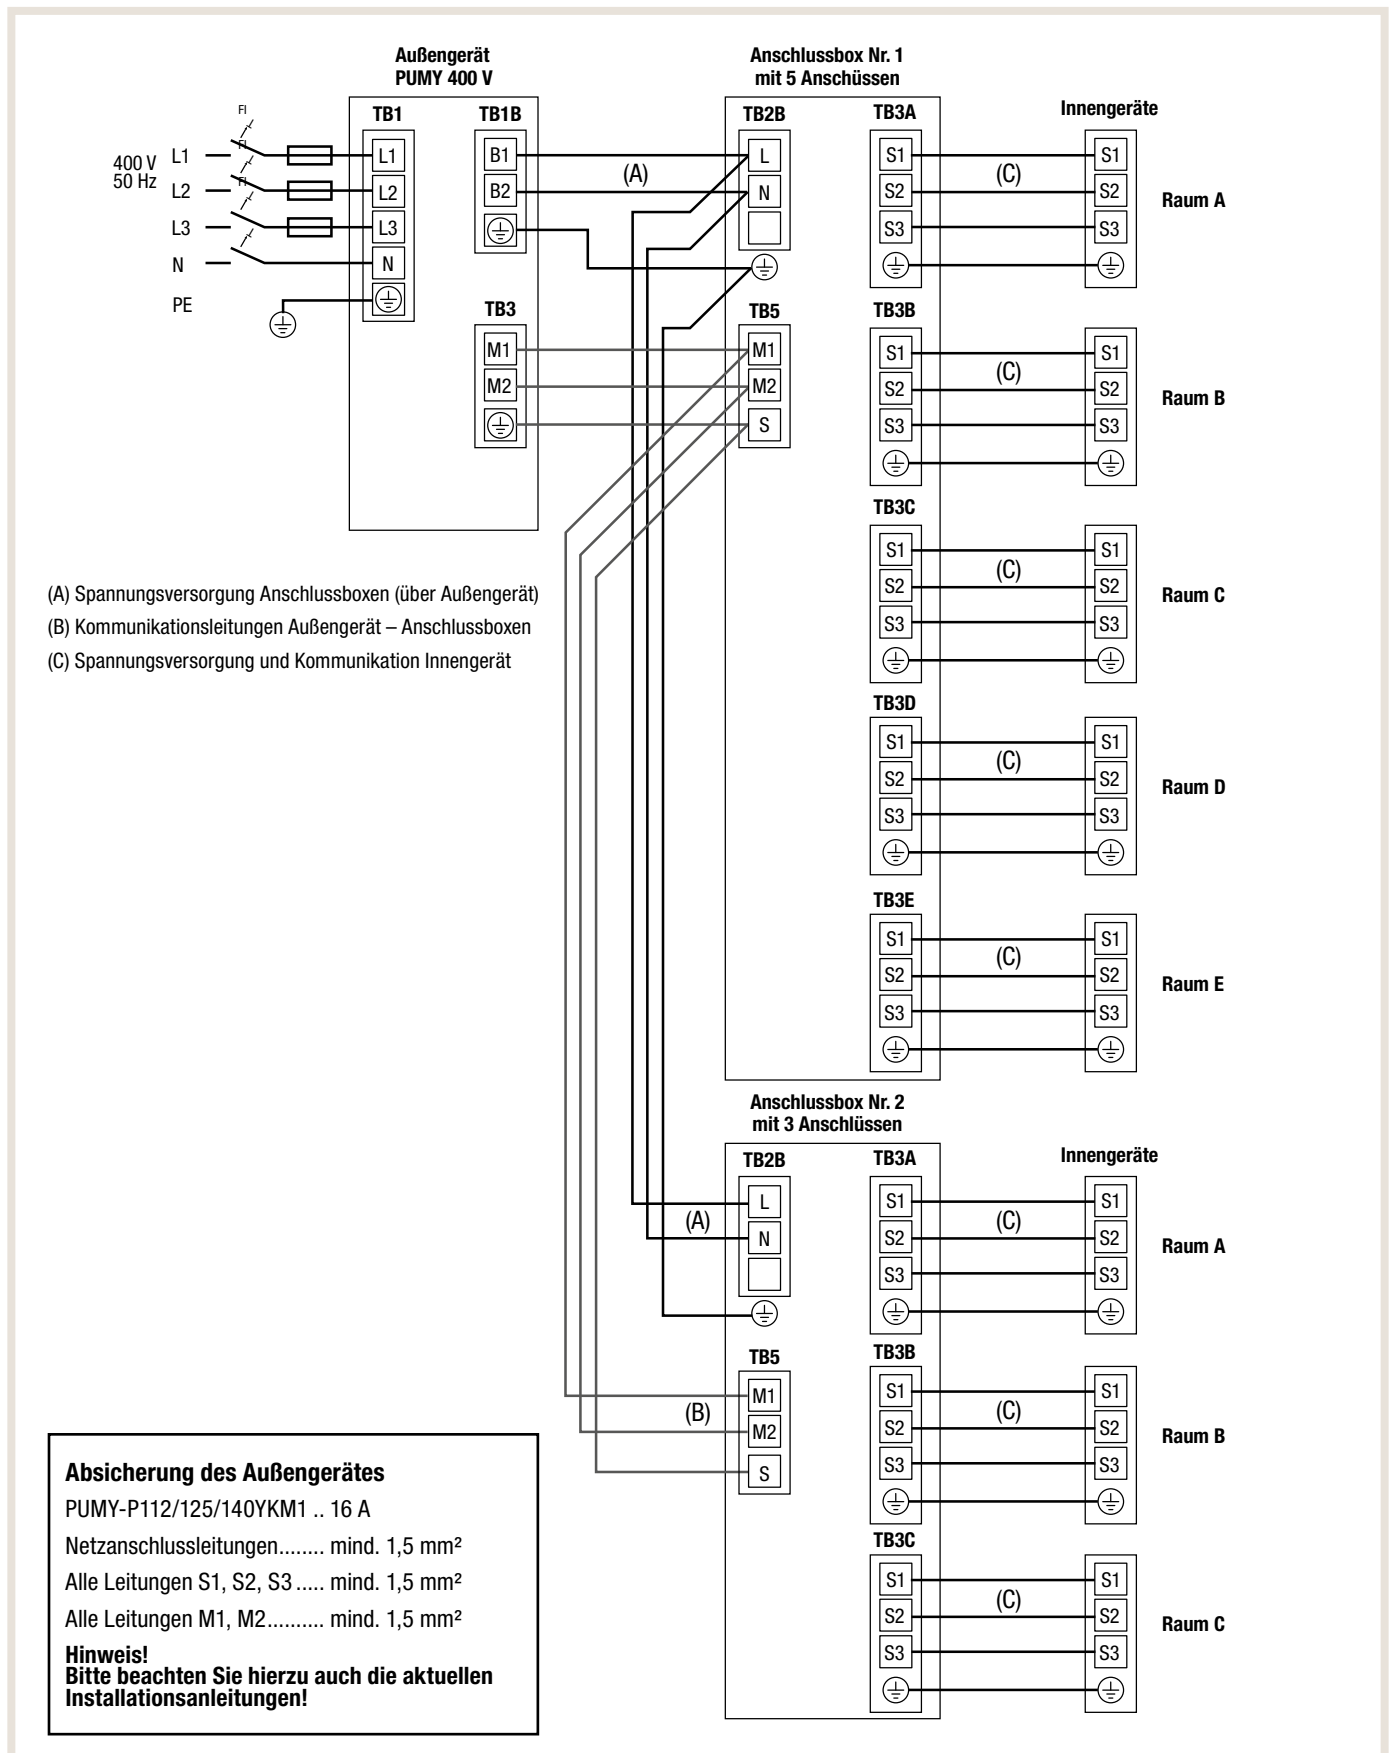 Außengerät
PUMY 400 V
Anschlussbox Nr. 1
mit 5 Anschüssen
TB1
TB1B
TB2B
TB3A
Innengeräte
FI
FI
FI
400 V
50 Hz
L1
L2
L3
N
PE
L1
L2
L3
N
B1
B2
(A)
L
N
S1
S2
S3
(C)
S1
S2
S3
Raum A
TB3
M1
M2
TB5
M1
M2
S
TB3B
S1
S2
S3
(C)
S1
S2
S3
Raum B
TB3C
S1
S2
S3
(C)
S1
S2
S3
Raum C
(A) Spannungsversorgung Anschlussboxen (über Außengerät)
(B) Kommunikationsleitungen Außengerät – Anschlussboxen
(C) Spannungsversorgung und Kommunikation Innengerät
TB3D
S1
S2
S3
(C)
S1
S2
S3
Raum D
TB3E
S1
S2
S3
(C)
S1
S2
S3
Raum E
Anschlussbox Nr. 2
mit 3 Anschlüssen
TB2B
TB3A
Innengeräte
(A)
L
N
S1
S2
S3
(C)
S1
S2
S3
Raum A
TB5
(B)
M1
M2
S
TB3B
S1
S2
S3
(C)
S1
S2
S3
Raum B
TB3C
S1
S2
S3
(C)
S1
S2
S3
Raum C
Absicherung des Außengerätes
PUMY-P112/125/140YKM1 .. 16 A
Netzanschlussleitungen........ mind. 1,5 mm²
Alle Leitungen S1, S2, S3 ..... mind. 1,5 mm²
Alle Leitungen M1, M2.......... mind. 1,5 mm²
Hinweis!
Bitte beachten Sie hierzu auch die aktuellen
Installationsanleitungen!